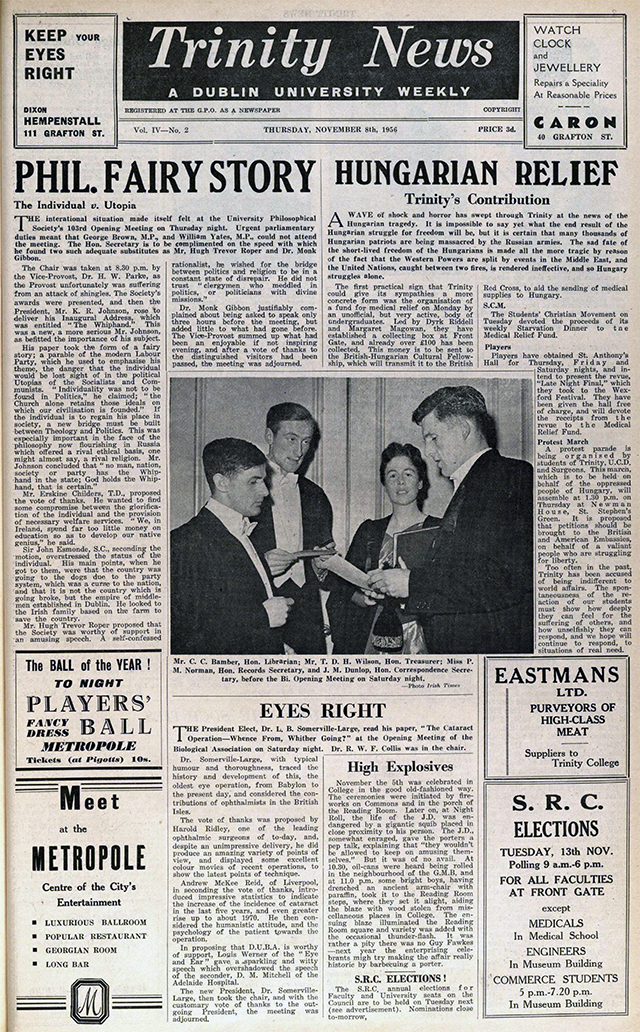 KEEP YOUR
EYES
RIGHT
DIXON
HEMPENSTALL
111 GRAFTON ST.
Trinity News
A DUBLIN UNIVERSITY WEEKLY
REGISTERED AT THE G.P.O. AS A NEWSPAPER
COPYRIGHT
Vol. IV—No. 2
THURSDAY, NOVEMBER 8th, 1956
PRICE 3d.
WATCH
CLOCK
and
JEWELLERY
Repairs a Speciality
At Reasonable Prices
CARON
40 GRAFTON ST.
PHIL. FAIRY STORY
The Individual v. Utopia
THE interational situation made itself felt at the University Philosophical
Society's 103rd Opening Meeting on Thursday night. Urgent parliamentary
duties meant that George Brown, M.P., and William Yates, M.P., could not attend
the meeting. The Hon. Secretary is to be complimented on the speed with which
he found two such adequate substitutes as Mr, Hugh Trevor Roper and Dr. Monk
Gibbon.
The Chair was taken at 8.30 p.m., by
the Vice-Provost, Dr. H. W. Parke, as
the Provost unfortunately was suffering
from an attack of shingles. The Society's
awards were presented, and then the
President, Mr. K. R. Johnson, rose to
deliver his Inaugural Address, which
was entitled "The Whiphand." This
was a new, a more serious Mr. Johnson,
as befitted the importance of his subject.
His paper took the form of a fairy
story; a parable of the modern Labour
Party, which he used to emphasise his
theme, the danger that the individual
would be lost sight of in the political
Utopias of the Socialists and Com-
munists. "Individuality was not to be
found in Politics," he claimed; "the
Church alone retains those ideals on
which our civilisation is founded." If
the individual is to regain his place in
society, a new bridge must be built
between Theology and Politics. This was
especially important in the face of the
philosophy now flourishing in Russia
which offered a rival ethical basis, one
might almost say, a rival religion. Mr.
Johnson concluded that "no man, nation,
society or party has the Whip-
hand in the state; God holds the Whip-
hand, that is certain."
Mr. Erskine Childers, T.D., proposed
the vote of thanks. He wanted to find
some compromise between the glorifica-
tion of the individual and the provision
of necessary welfare services. "We, in
Ireland, spend far too little money on
education so as to develop our native
genius," he said.
Sir John Esmonde, S.C., seconding the
motion, overstressed the status of the
individual. His main points, when he
got to them, were that the country was
going to the dogs due to the party
system, which was a curse to the nation,
and that it is not the country which is
going broke, but the empire of middle-
men established in Dublin. He looked to
the Irish family based on the farm to
save the country.
Mr. Hugh Trevor Roper proposed that
the Society was worthy of support in
an amusing speech. A self-confessed
rationalist, he wished for the bridge
between politics and religion to be in a
constant state of disrepair. He did not
trust "clergymen who meddled in
politics, or politicians with divine
missions."
Dr. Monk Gibbon justifiably com-
plained about being asked to speak only
three hours before the meeting, but
added little to what had gone before.
The Vice-Provost summed up what had
been an enjoyable if not inspiring
evening, and after a vote of thanks to
the distinguished visitors had been
passed, the meeting was adjourned.
HUNGARIAN RELIEF
Trinity's Contribution
A WAVE of shock and horror has swept through Trinity at the news of the
Hungarian tragedy. It is impossible to say yet what the end result of the
Hungarian struggle for freedom will be, but it is certain that many thousands of
Hungarian patriots are being massacred by the Russian armies. The sad fate of
the short-lived freedom of the Hungarians is made all the more tragic by reason
of the fact that the Western Powers are split by events in the Middle East, and
the United Nations, caught between two fires, is rendered ineffective, and so Hungary
struggles alone.
The first practical sign that Trinity
could give its sympathies a more
concrete form was the organisation of
a fund for medical relief on Monday by
an unofficial, but very active, body of
undergraduates. Led by Dyrk Riddell
and Margaret Magowan, they have
established a collecting box at Front
Gate, and already over £100 has been
collected. This money is to be sent to
the British-Hungarian Cultural Fellow-
ship, which will transmit it to the British
Red Cross, to aid the sending of medical
supplies to Hungary.
S.C.M.
The Students' Christian Movement on
Tuesday devoted the proceeds of its
weekly Starvation Dinner to the
Medical Relief Fund.
Players
Players have obtained St. Anthony's
Hall for Thursday, Friday and
Saturday nights, and in-
tend to present the revue,
"Late Night Final," which
they took to the Wex-
ford Festival. They have
been given the hall free
of charge, and will devote
the receipts from the
revue to the Medical
Relief Fund.
Protest March
A protest parade is
being organised by
students of Trinity, U.C.D.
and Surgeons. This march,
which is to be held on
behalf of the oppressed
people of Hungary, will
assemble at 1.30 p.m. on
Thursday at Newman
House, St. Stephen's
Green. It is proposed
that petitions should be
brought to the British
and American Embassies,
on behalf of a valiant
people who are struggling
for liberty.
Too often in the past,
Trinity has been accused
of being indifferent to
world affairs. The spon-
taneousness of the re-
action of our students
must show how deeply
they can feel for the
suffering of others, and
how unselfishly they can
respond, and we hope will
continue to respond, to
situations of real need.
Mr. C. C. Bamber, Hon. Librarian; Mr. T. D. H. Wilson, Hon. Treasurer; Miss P.
M. Norman, Hon. Records Secretary, and J. M. Dunlop, Hon. Correspondence Secre-
tary, before the Bi. Opening Meeting on Saturday night.
—Photo Irish Times
The BALL of the YEAR !
TO NIGHT
PLAYERS'
FANCY
DRESS BALL
METROPOLE
Tickets (at Pigotts) 10s.
Meet
at the
METROPOLE
Centre of the City's
Entertainment
LUXURIOUS BALLROOM
POPULAR RESTAURANT
GEORGIAN ROOM
LONG BAR
M
EYES RIGHT
THE President Elect, Dr. L. B. Somerville-Large, read his paper, "The Cataract
Operation—Whence From, Whither Going?" at the Opening Meeting of the
Biological Association on Saturday night. Dr. R. W. F. Collis was in the chair.
Dr. Somerville-Large, with typical
humour and thoroughness, traced the
history and development of this, the
oldest eye operation, from Babylon to
the present day, and considered the con-
tributions of ophthalmists in the British
Isles.
The vote of thanks was proposed by
Harold Ridley, one of the leading
ophthalmic surgeons of to-day, and,
despite an unimpressive delivery, he did
produce an amazing variety of points of
view, and displayed some excellent
colour movies of recent operations, to
show the latest points of technique.
Andrew McKee Reid, of Liverpool,
in seconding the vote of thanks, intro-
duced impressive statistics to indicate
the increase of the incidence of cataract
in the last five years, and even greater
rise up to about 1970. He then con-
sidered the humanistic attitude, and the
psychology of the patient towards the
operation.
In proposing that D.U.B.A. is worthy
of support, Louis Werner of the "Eye
and Ear" gave a sparkling and witty
speech which overshadowed the speech
of the seconder, D. M. Mitchell of the
Adelaide Hospital.
The new President, Dr. Somerville-
Large, then took the chair, and with the
customary vote of thanks to the out-
going President, the meeting was
adjourned.
High Explosives
November the 5th was celebrated in
College in the good old-fashioned way.
The ceremonies were initiated by fire-
works on Commons and in the porch of
the Reading Room. Later on, at Night
Roll, the life of the J.D. was en-
dangered by a gigantic squib placed in
close proximity to his person. The J.D.,
somewhat enraged, gave the porters a
pep talk, explaining that "they wouldn't
be allowed to keep on amusing them-
selves." But it was of no avail. At
10.30, oil-cans were heard being rolled
in the neighbourhood of the G.M.B, and
at 11.0 p.m. some bright boys, having
drenched an ancient arm-chair with
paraffin, took it to the Reading Room
steps, where they set it alight, aiding
the blaze with wood stolen from mis-
cellaneous places in College. The en-
suing blaze illuminated the Reading
Room square and variety was added with
the occasional thunder-flash. It was
rather a pity there was no Guy Fawkes
—next year the enterprising cele-
brants might try making the affair really
historic by barbecueing a porter.
S.R.C. ELECTIONS !
The S.R.C. annual elections for
Faculty and University seats on the
Council are to be held on Tuesday next
(see advertisement). Nominations close
to-morrow,
EASTMANS
LTD.
PURVEYORS OF
HIGH-CLASS
MEAT
Suppliers to
Trinity College
S. R. C.
ELECTIONS
TUESDAY, 13th NOV.
Polling 9 a.m.-6 p.m.
FOR ALL FACULTIES
AT FRONT GATE
except
MEDICALS
In Medical School
ENGINEERS
In Museum Building
COMMERCE STUDENTS
5 p.m.-7.20 p.m.
In Museum Building